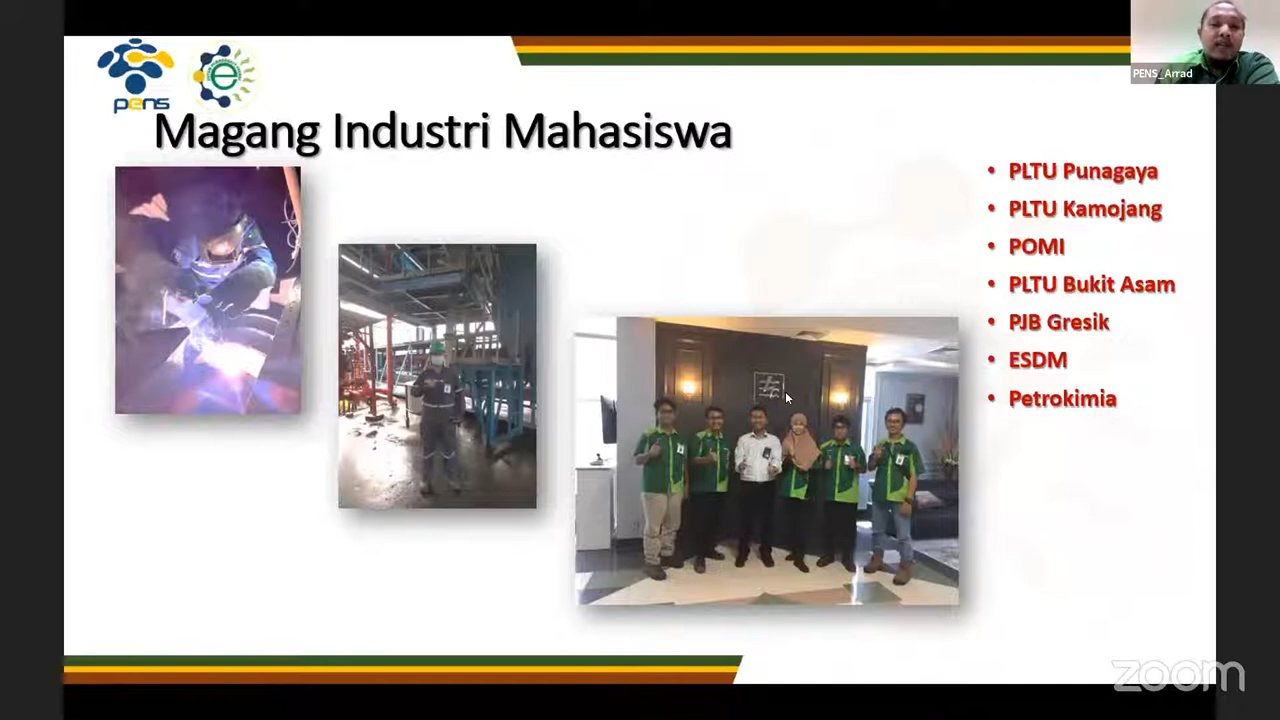 PENS_Arrad
pens
e
Magang Industri Mahasiswa
• PLTU Punagaya
• PLTU Kamojang
• POMI
• PLTU Bukit Asam
• PJB Gresik
• ESDM
• Petrokimia
zoom